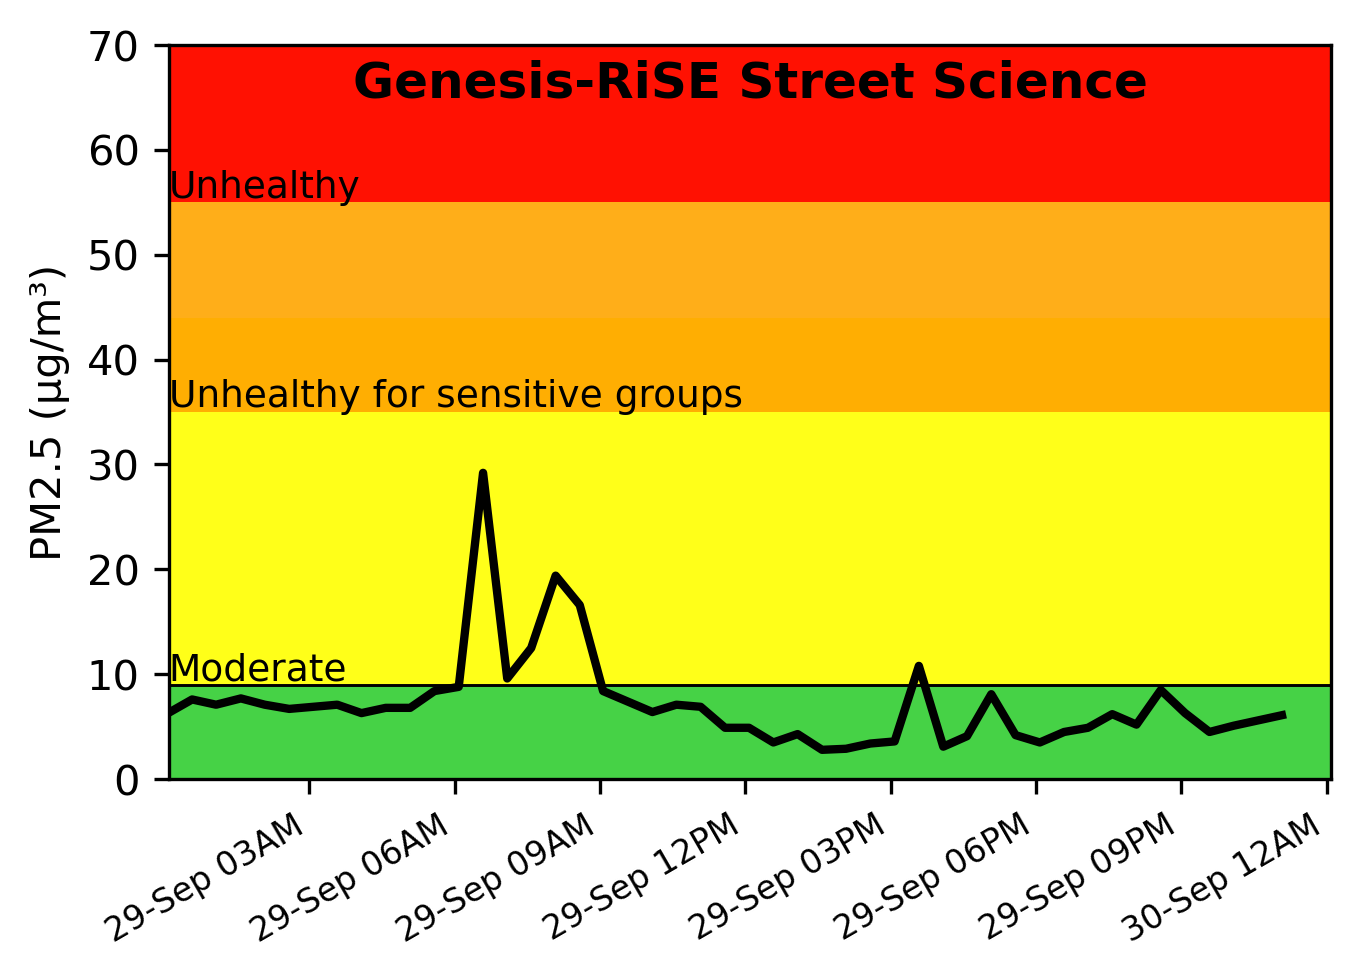 Genesis-RiSE Street Science
70
60
Unhealthy
50
40
Unhealthy for sensitive groups
30
20
10
Moderate
0
PM2.5 (µg/m³)
29-Sep 03AM
29-Sep 06AM
29-Sep 09AM
29-Sep 12PM
29-Sep 03PM
29-Sep 06PM
29-Sep 09PM
30-Sep 12AM